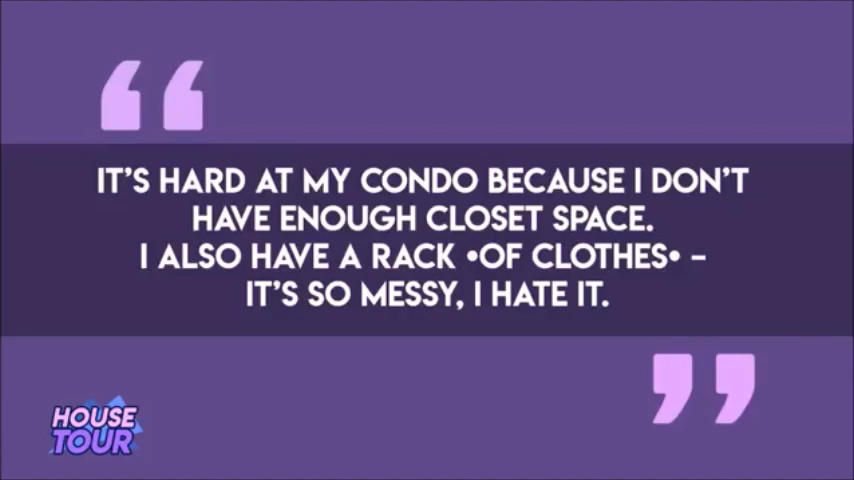 IT'S HARD AT MY CONDO BECAUSE I DON'T
HAVE ENOUGH CLOSET SPACE.
I ALSO HAVE A RACK •OF CLOTHES• –
IT'S SO MESSY, I HATE IT.
HOUSE
TOUR